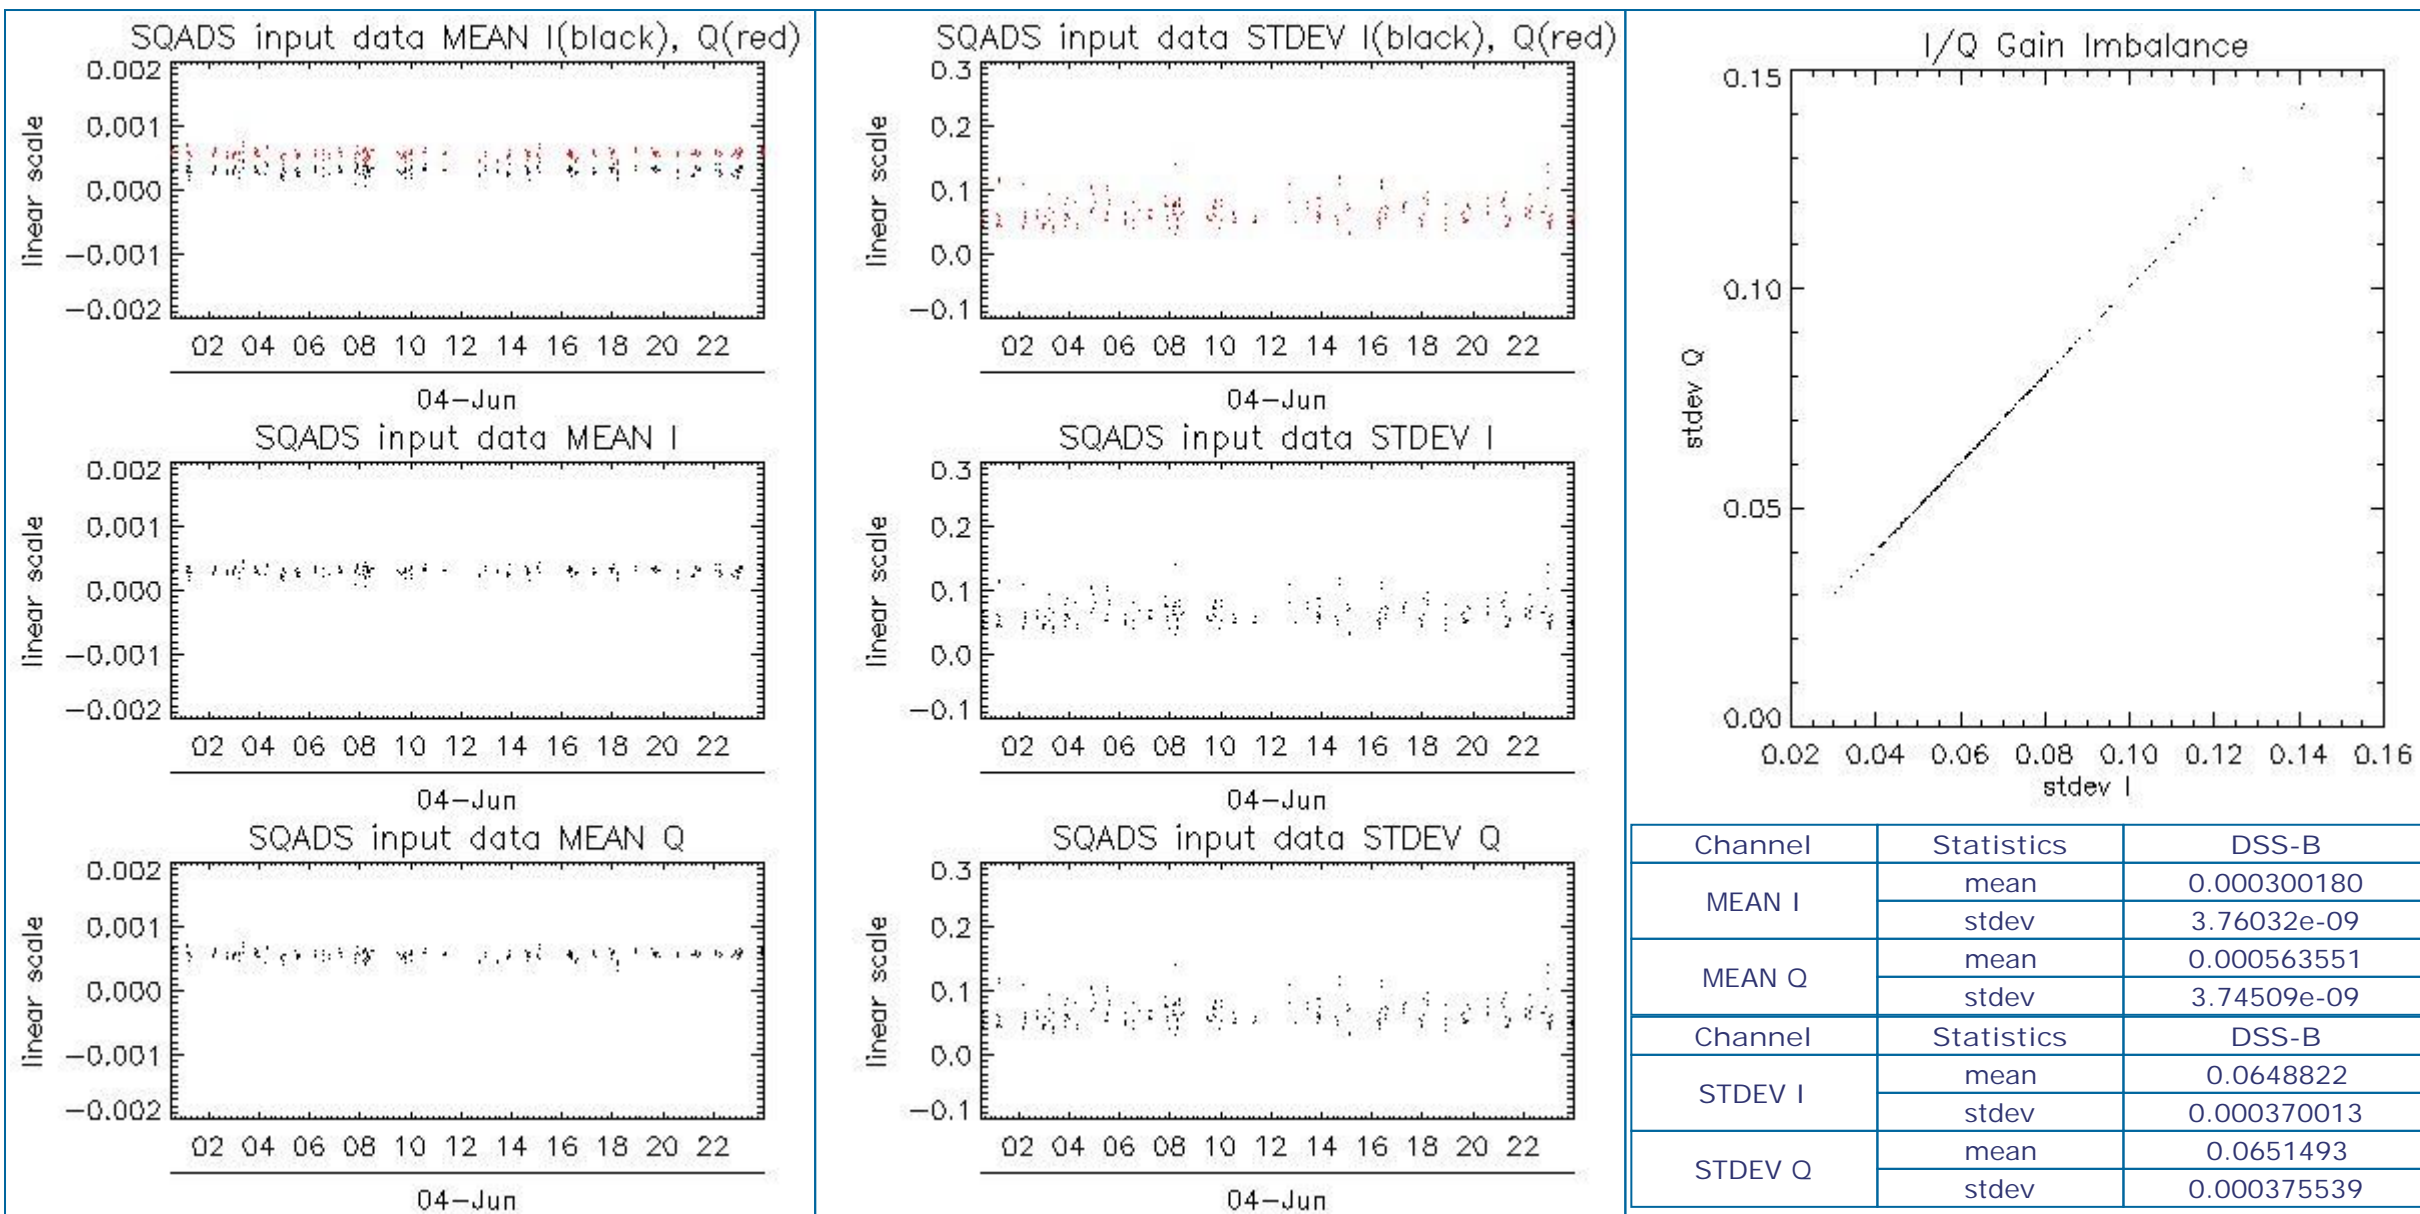 SQADS input data MEAN I(black), Q(red)
0.002
0.001
0.000
-0.001
-0.002
linear scale
02 04 06 08 10 12 14 16 18 20 22
04-Jun
SQADS input data MEAN I
0.002
0.001
0.000
-0.001
-0.002
linear scale
02 04 06 08 10 12 14 16 18 20 22
04-Jun
SQADS input data MEAN Q
0.002
0.001
0.000
-0.001
-0.002
linear scale
02 04 06 08 10 12 14 16 18 20 22
04-Jun
SQADS input data STDEV I(black), Q(red)
0.3
0.2
0.1
0.0
-0.1
linear scale
02 04 06 08 10 12 14 16 18 20 22
04-Jun
SQADS input data STDEV I
0.3
0.2
0.1
0.0
-0.1
linear scale
02 04 06 08 10 12 14 16 18 20 22
04-Jun
SQADS input data STDEV Q
0.3
0.2
0.1
0.0
-0.1
linear scale
02 04 06 08 10 12 14 16 18 20 22
04-Jun
I/Q Gain Imbalance
0.15
0.10
0.05
0.00
stdev Q
0.02 0.04 0.06 0.08 0.10 0.12 0.14 0.16
stdev I
Channel Statistics DSS-B
MEAN I mean 0.000300180
stdev 3.76032e-09
MEAN Q mean 0.000563551
stdev 3.74509e-09
Channel Statistics DSS-B
STDEV I mean 0.0648822
stdev 0.000370013
STDEV Q mean 0.0651493
stdev 0.000375539